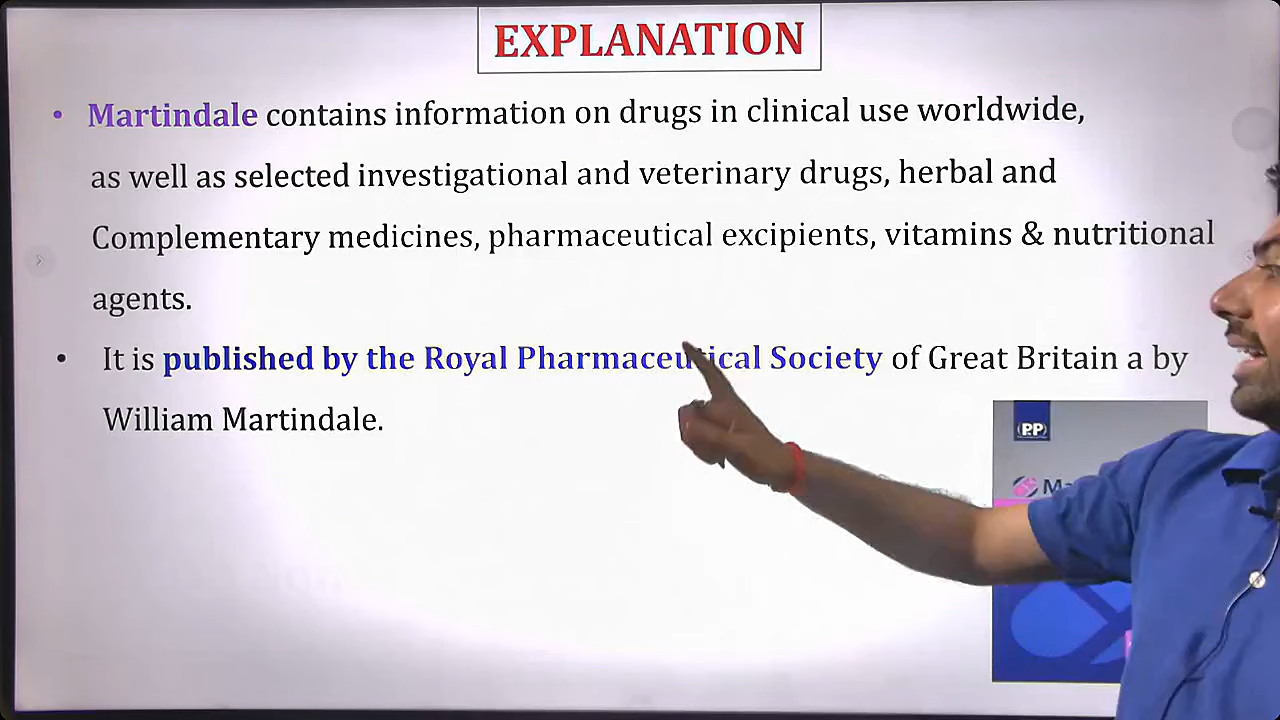 EXPLANATION
• Martindale contains information on drugs in clinical use worldwide,
as well as selected investigational and veterinary drugs, herbal and
Complementary medicines, pharmaceutical excipients, vitamins & nutritional
agents.
• It is published by the Royal Pharmaceutical Society of Great Britain a by
William Martindale.
(PP)